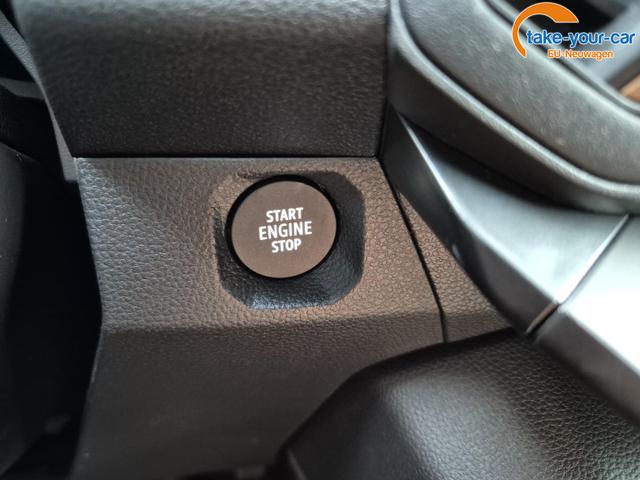 take-your-car
EU-Neuwagen
START
ENGINE
STOP